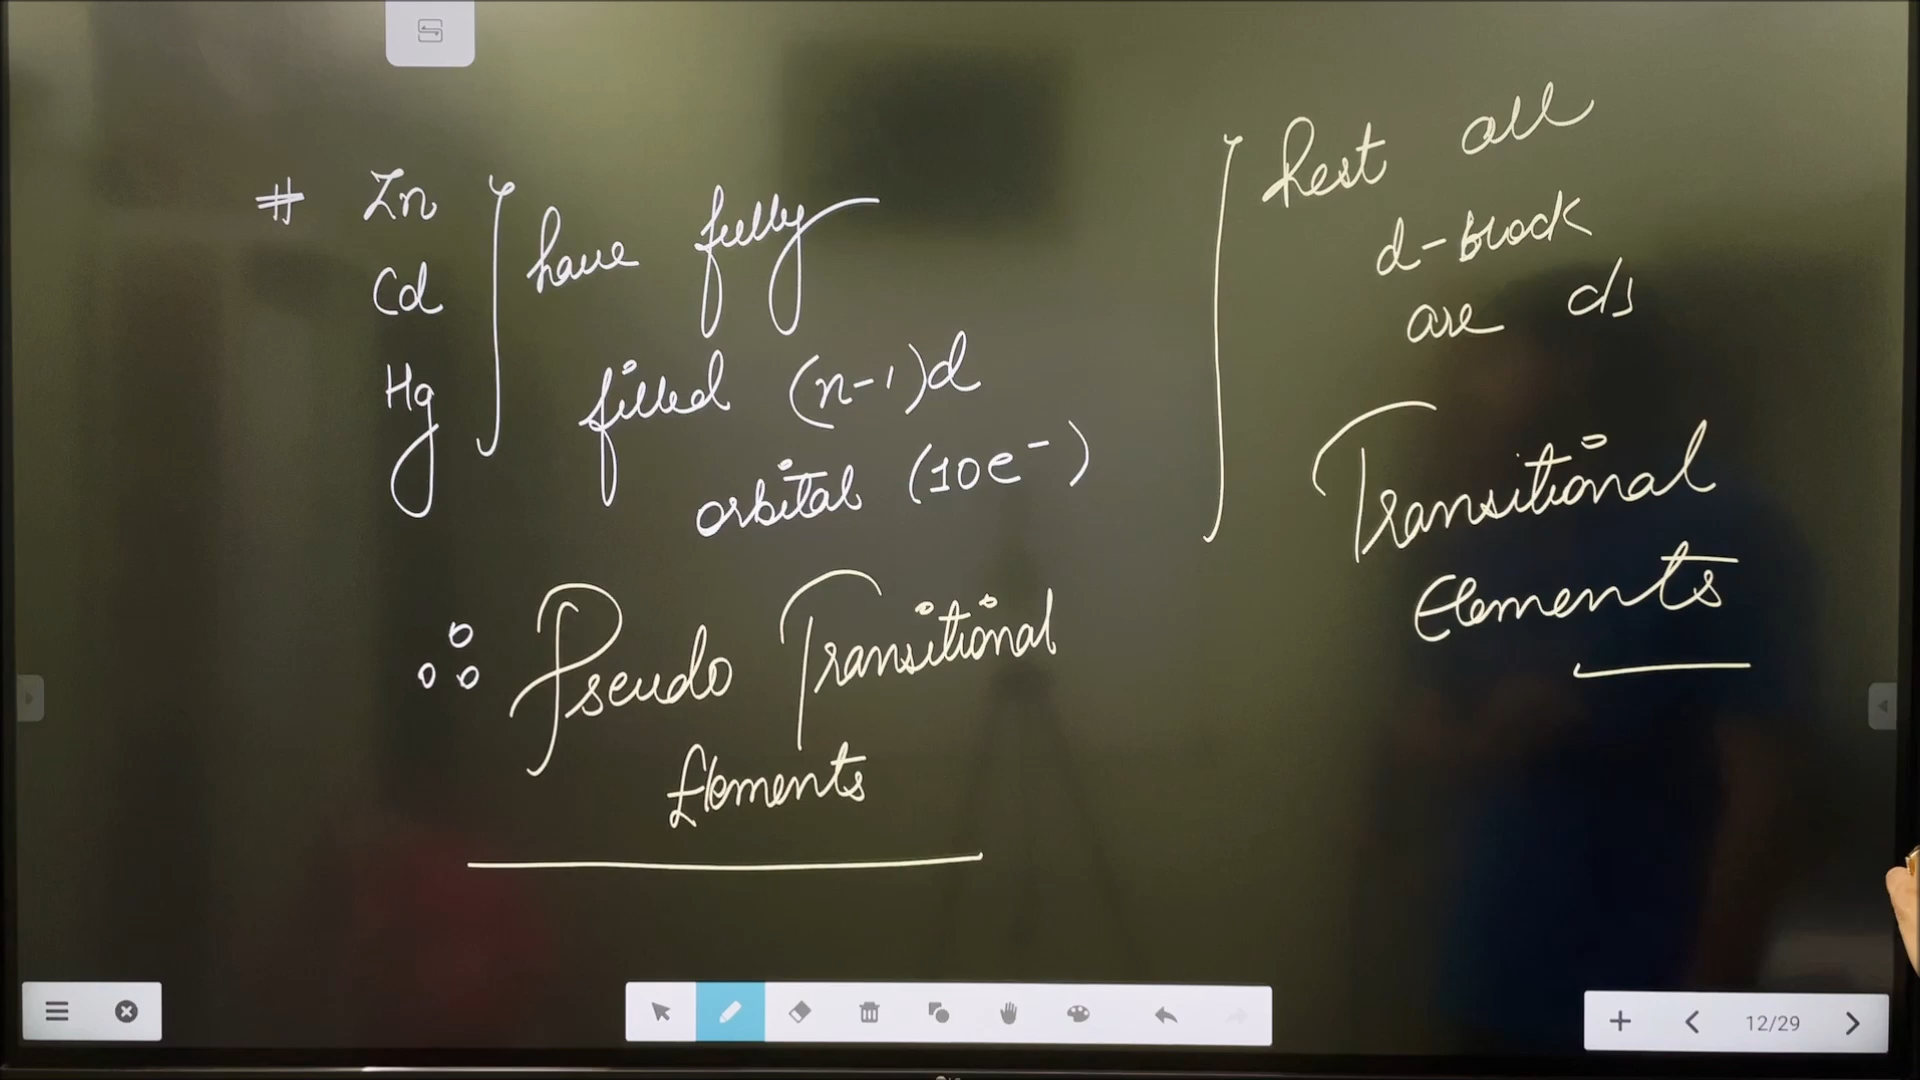 # Zn
Cd
Hg
have fully
filled (n-1)d
orbital (10e⁻)
∴ Pseudo Transitional
Elements
Rest all
d-block
are
Transitional
Elements
12/29